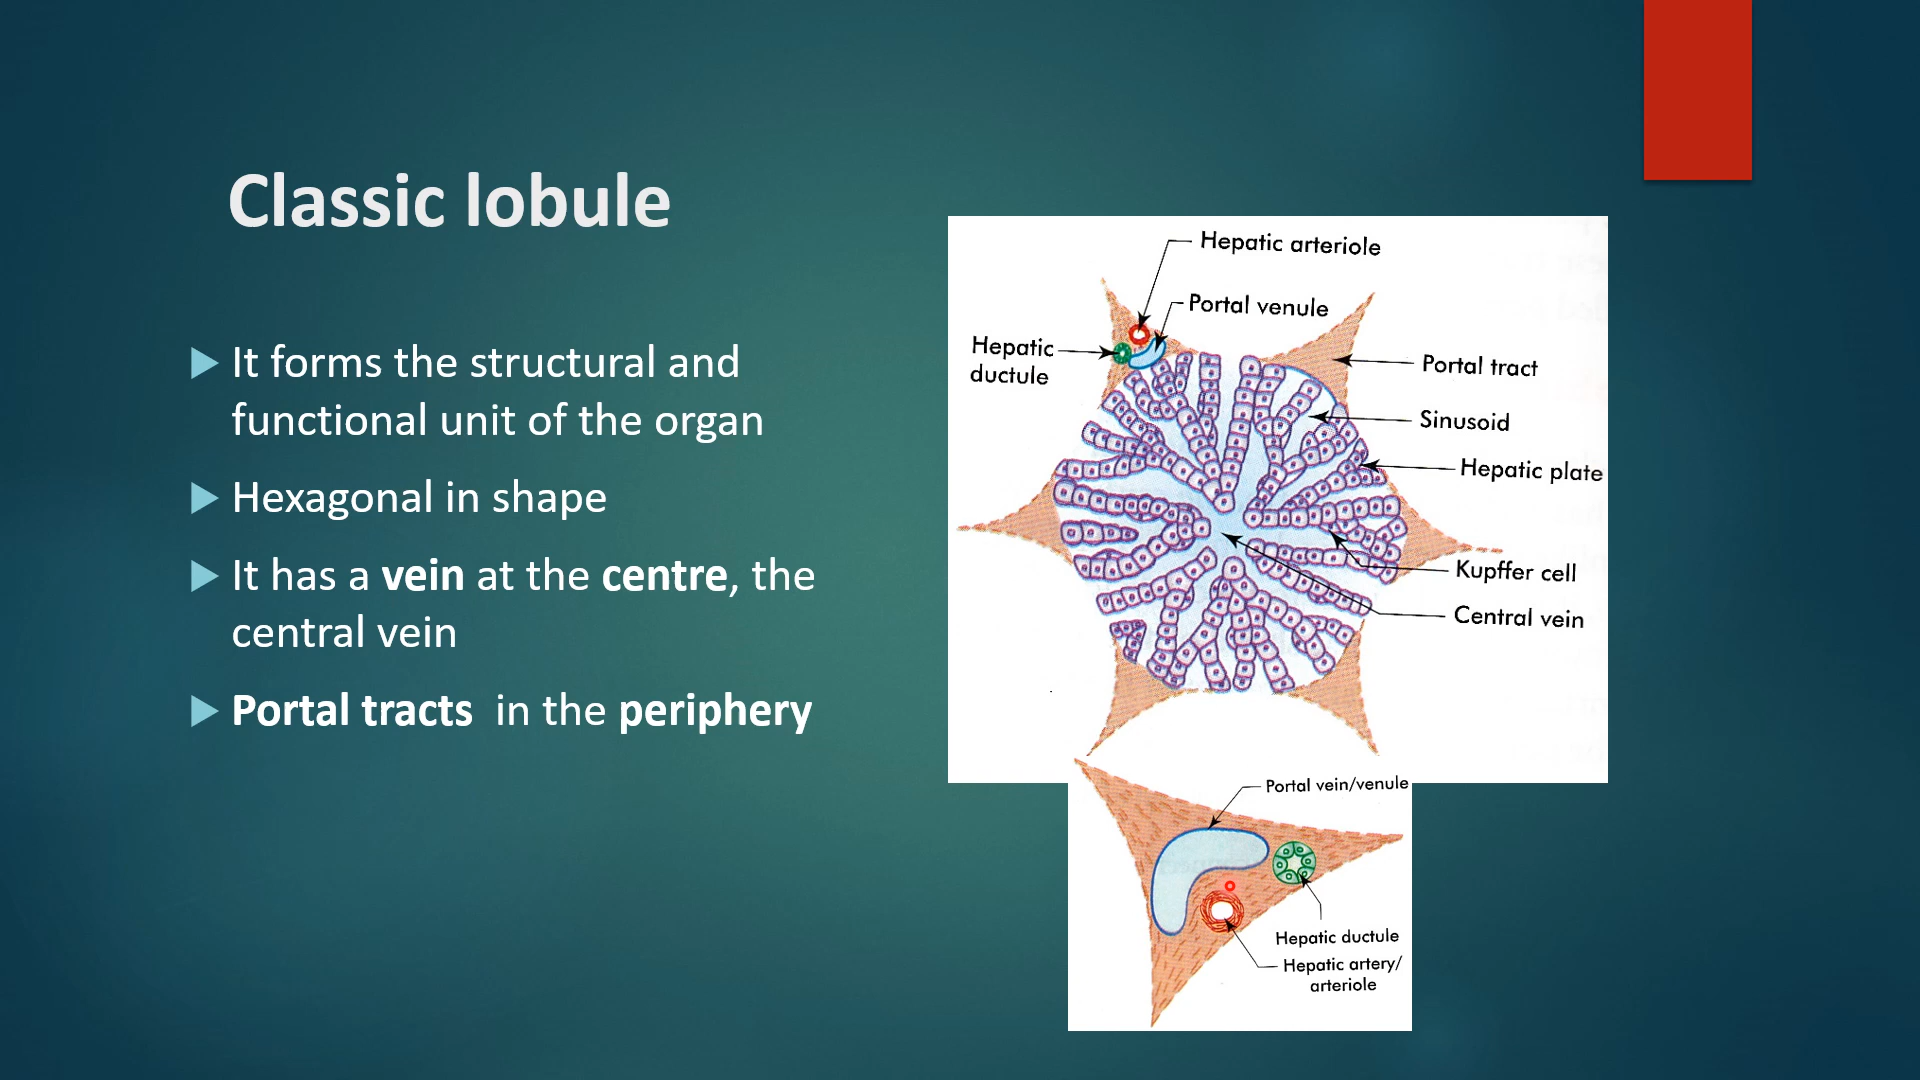 Classic lobule
It forms the structural and
functional unit of the organ
Hexagonal in shape
It has a vein at the centre, the
central vein
Portal tracts in the periphery
Hepatic arteriole
Portal venule
Hepatic
ductule
Portal tract
Sinusoid
Hepatic plate
Kupffer cell
Central vein
Portal vein/venule
Hepatic ductule
Hepatic artery/
arteriole